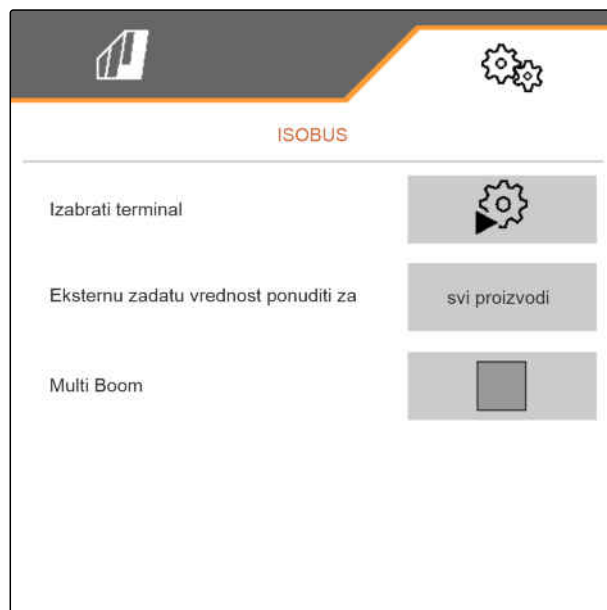 ISOBUS
Izabrati terminal
Eksternu zadatu vrednost ponuditi za
svi proizvodi
Multi Boom